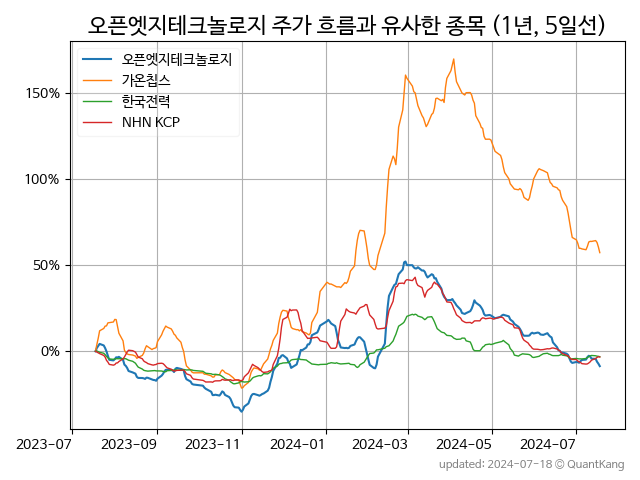 오픈엣지테크놀로지 주가 흐름과 유사한 종목 (1년, 5일선)
오픈엣지테크놀로지
가온칩스
한국전력
NHN KCP
150%
100%
50%
0%
2023-07 2023-09 2023-11 2024-01 2024-03 2024-05 2024-07
updated: 2024-07-18 © QuantKang